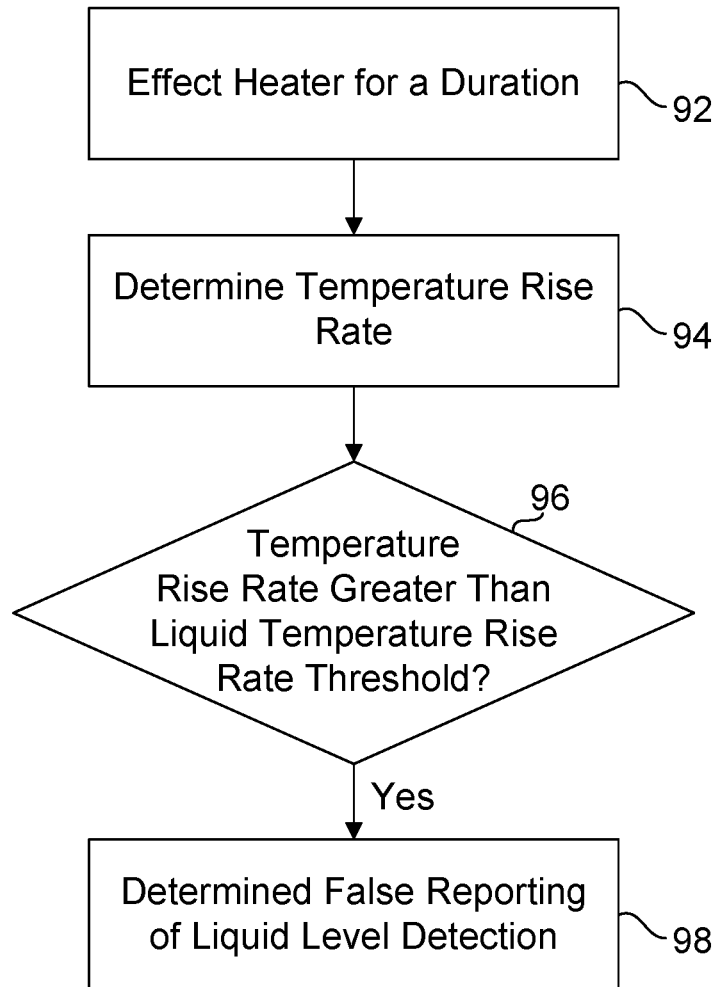 Effect Heater for a Duration
92
Determine Temperature Rise
Rate
94
96
Temperature
Rise Rate Greater Than
Liquid Temperature Rise
Rate Threshold?
Yes
Determined False Reporting
of Liquid Level Detection
98